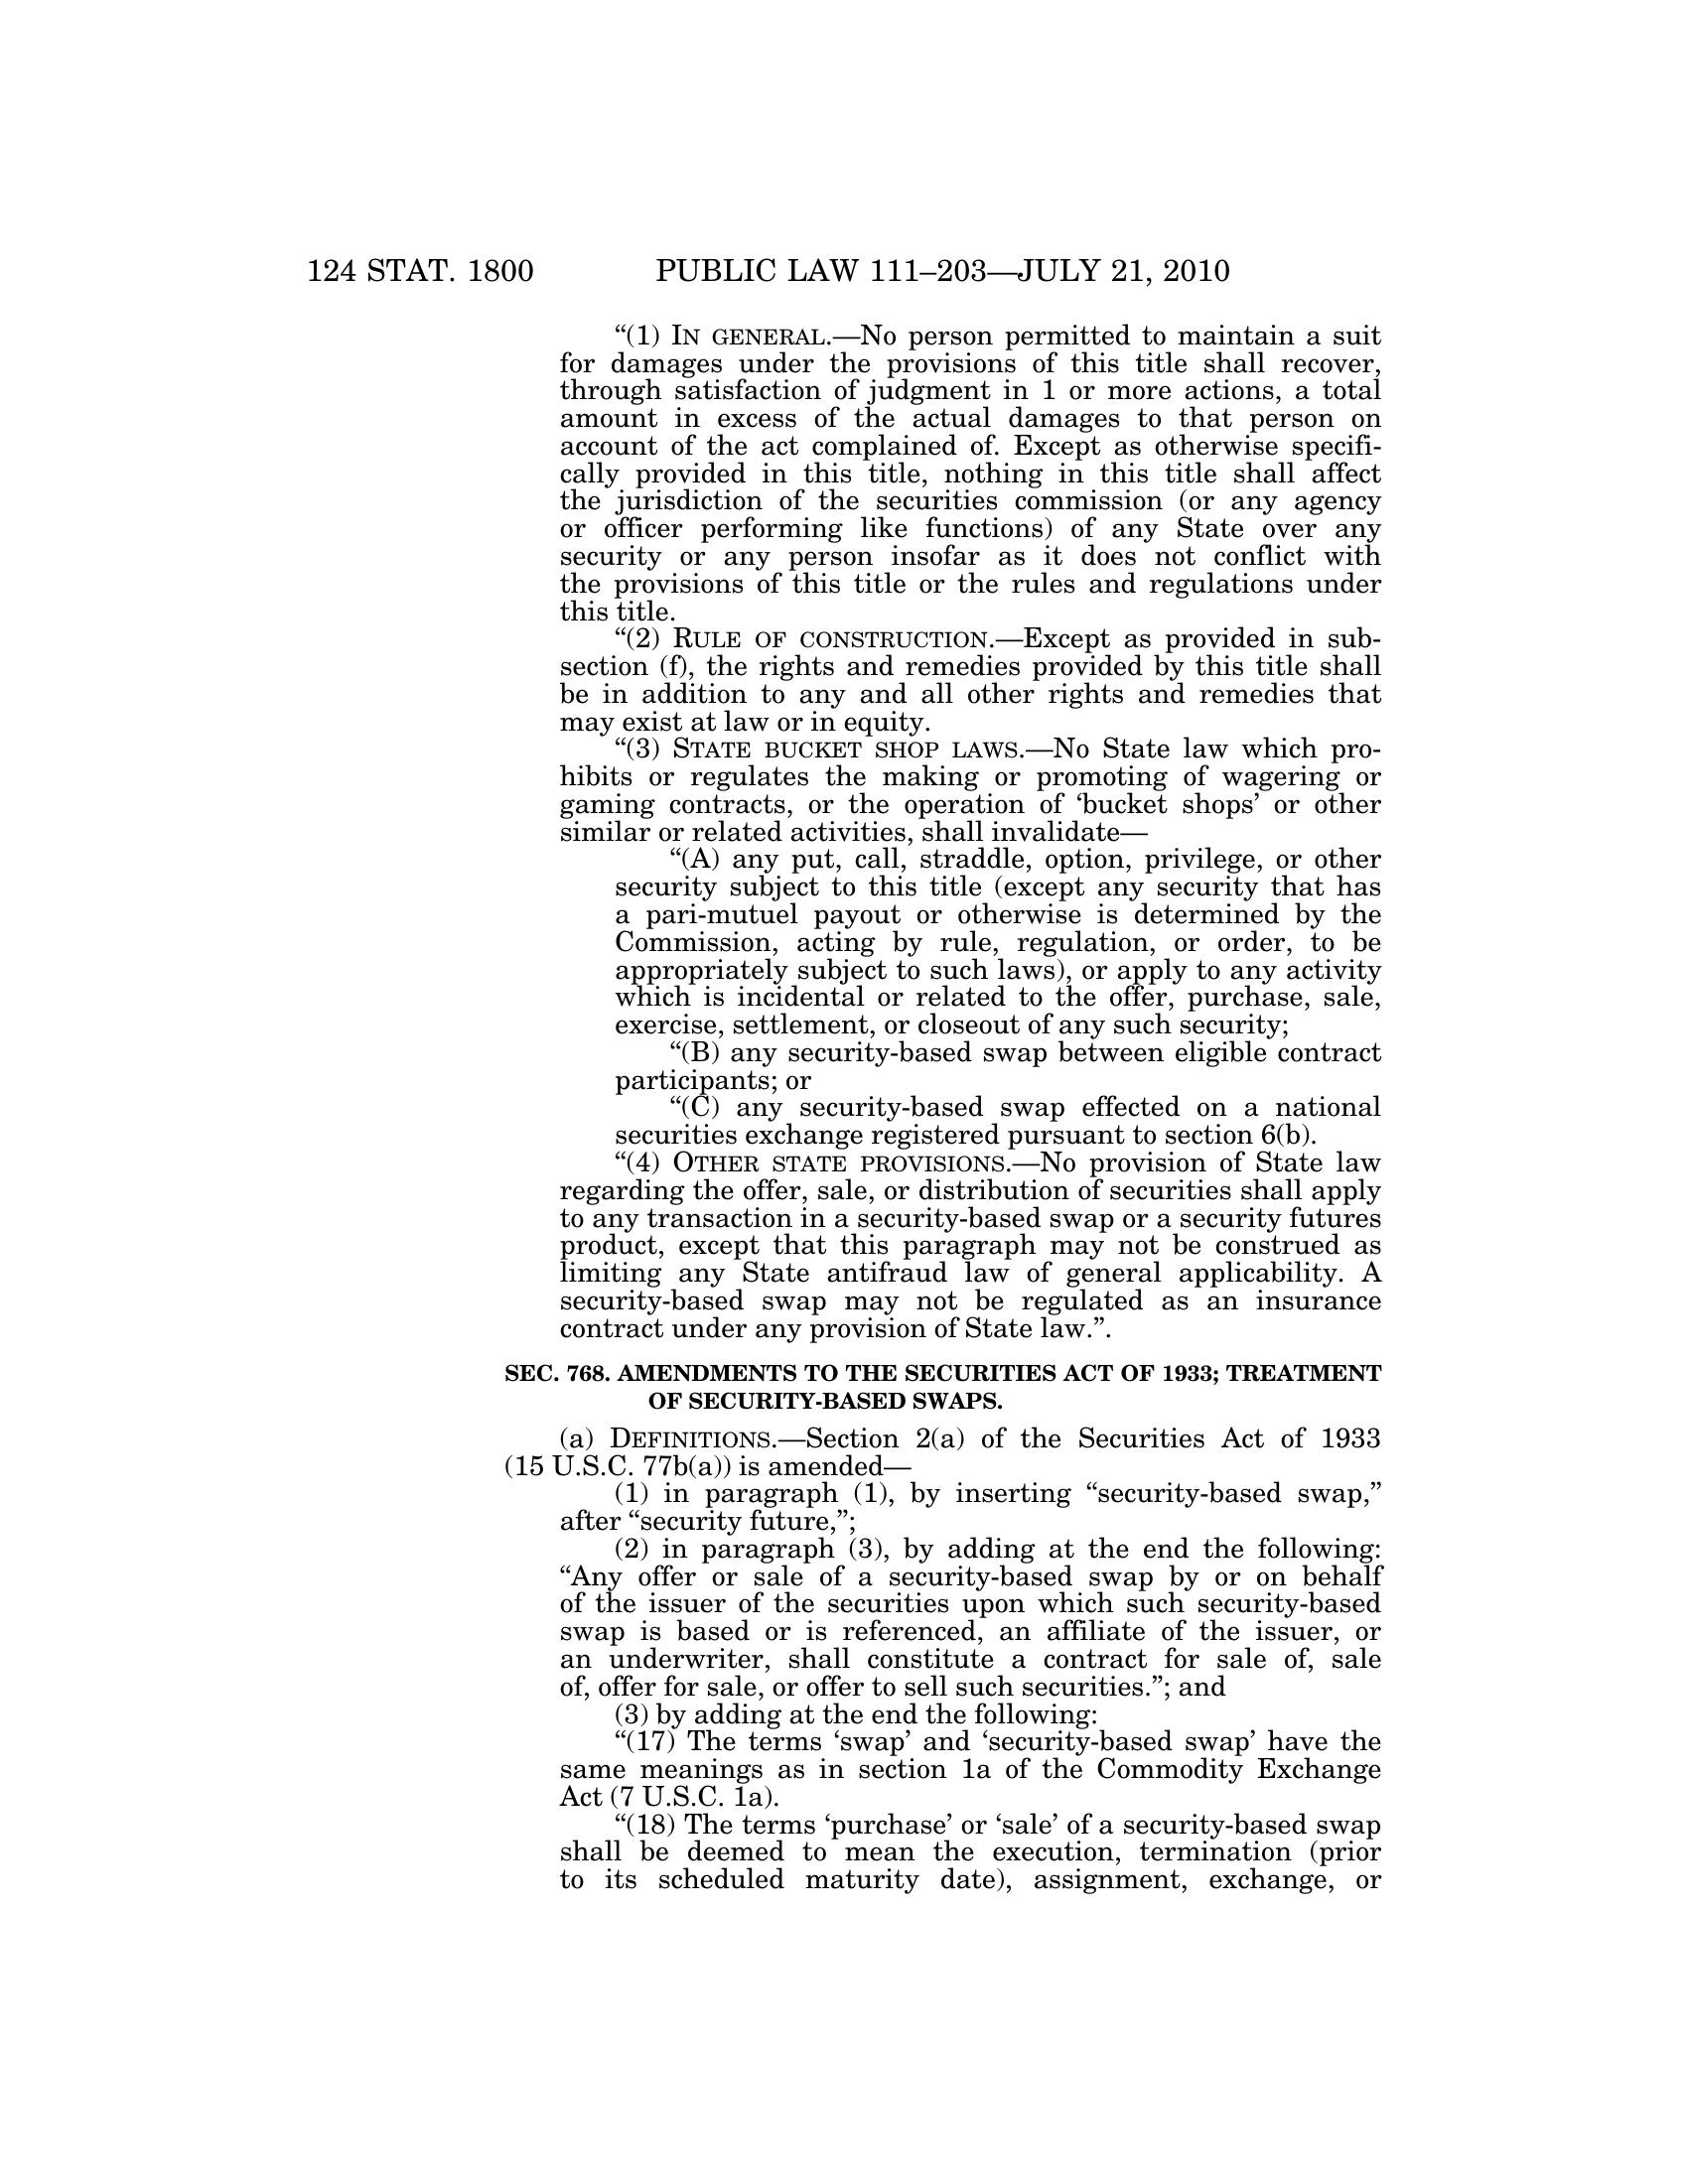 124 STAT. 1800 PUBLIC LAW 111–203—JULY 21, 2010
“(1) IN GENERAL.—No person permitted to maintain a suit
for damages under the provisions of this title shall recover,
through satisfaction of judgment in 1 or more actions, a total
amount in excess of the actual damages to that person on
account of the act complained of. Except as otherwise specifi-
cally provided in this title, nothing in this title shall affect
the jurisdiction of the securities commission (or any agency
or officer performing like functions) of any State over any
security or any person insofar as it does not conflict with
the provisions of this title or the rules and regulations under
this title.
“(2) RULE OF CONSTRUCTION.—Except as provided in sub-
section (f), the rights and remedies provided by this title shall
be in addition to any and all other rights and remedies that
may exist at law or in equity.
“(3) STATE BUCKET SHOP LAWS.—No State law which pro-
hibits or regulates the making or promoting of wagering or
gaming contracts, or the operation of ‘bucket shops’ or other
similar or related activities, shall invalidate—
“(A) any put, call, straddle, option, privilege, or other
security subject to this title (except any security that has
a pari-mutuel payout or otherwise is determined by the
Commission, acting by rule, regulation, or order, to be
appropriately subject to such laws), or apply to any activity
which is incidental or related to the offer, purchase, sale,
exercise, settlement, or closeout of any such security;
“(B) any security-based swap between eligible contract
participants; or
“(C) any security-based swap effected on a national
securities exchange registered pursuant to section 6(b).
“(4) OTHER STATE PROVISIONS.—No provision of State law
regarding the offer, sale, or distribution of securities shall apply
to any transaction in a security-based swap or a security futures
product, except that this paragraph may not be construed as
limiting any State antifraud law of general applicability. A
security-based swap may not be regulated as an insurance
contract under any provision of State law.”.
SEC. 768. AMENDMENTS TO THE SECURITIES ACT OF 1933; TREATMENT
OF SECURITY-BASED SWAPS.
(a) DEFINITIONS.—Section 2(a) of the Securities Act of 1933
(15 U.S.C. 77b(a)) is amended—
(1) in paragraph (1), by inserting “security-based swap,”
after “security future,”;
(2) in paragraph (3), by adding at the end the following:
“Any offer or sale of a security-based swap by or on behalf
of the issuer of the securities upon which such security-based
swap is based or is referenced, an affiliate of the issuer, or
an underwriter, shall constitute a contract for sale of, sale
of, offer for sale, or offer to sell such securities.”; and
(3) by adding at the end the following:
“(17) The terms ‘swap’ and ‘security-based swap’ have the
same meanings as in section 1a of the Commodity Exchange
Act (7 U.S.C. 1a).
“(18) The terms ‘purchase’ or ‘sale’ of a security-based swap
shall be deemed to mean the execution, termination (prior
to its scheduled maturity date), assignment, exchange, or